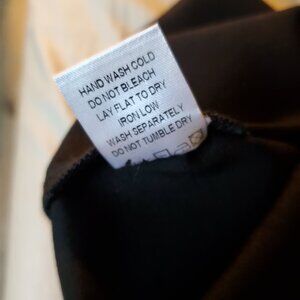 HAND WASH COLD
DO NOT BLEACH
LAY FLAT TO DRY
IRON LOW
WASH SEPARATELY
DO NOT TUMBLE DRY